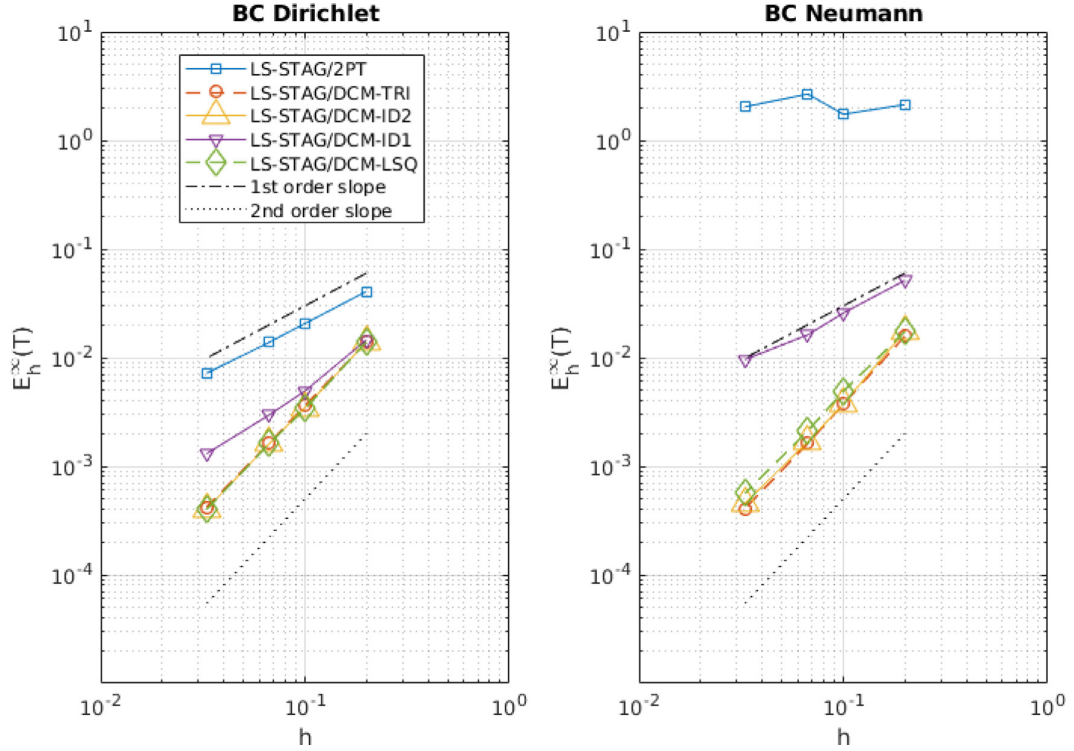 BC Dirichlet
10^1
10^0
10^-1
10^-2
10^-3
10^-4
E_h^∞(T)
LS-STAG/2PT
LS-STAG/DCM-TRI
LS-STAG/DCM-ID2
LS-STAG/DCM-ID1
LS-STAG/DCM-LSQ
1st order slope
2nd order slope
10^-2 10^-1 10^0
h
BC Neumann
10^1
10^0
10^-1
10^-2
10^-3
10^-4
E_h^∞(T)
10^-2 10^-1 10^0
h